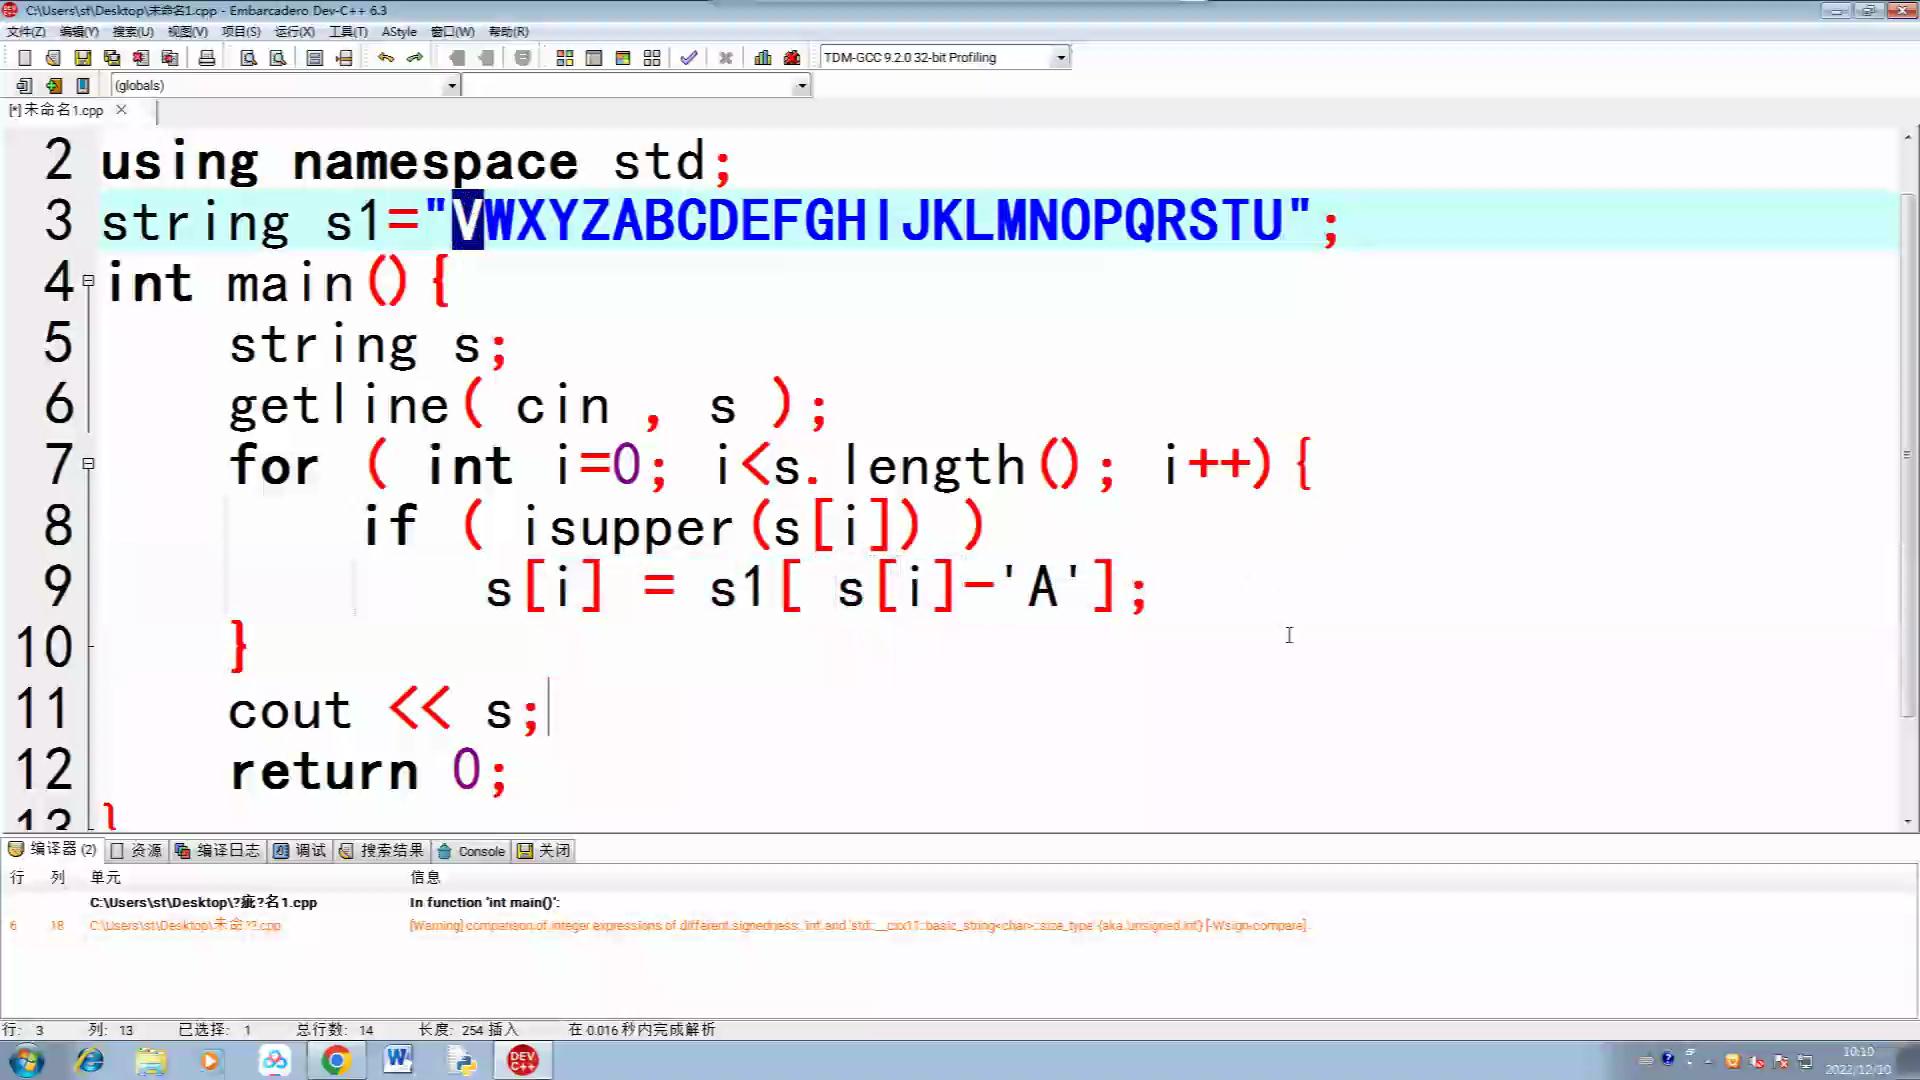 C:\Users\st\Desktop\未命名1.cpp - Embarcadero Dev-C++ 6.3
文件(Z) 编辑(Y) 搜索(U) 视图(V) 项目(S) 运行(X) 工具(T) AStyle 窗口(W) 帮助(R)
TDM-GCC 9.2.0 32-bit Profiling
(globals)
[*] 未命名1.cpp
2 using namespace std;
3 string s1="VWXYZABCDEFGHIJKLMNOPQRSTU";
4 int main(){
5 string s;
6 getline( cin , s );
7 for ( int i=0; i<s.length(); i++){
8 if ( isupper(s[i]) )
9 s[i] = s1[ s[i]-'A'];
10 }
11 cout << s;
12 return 0;
13 }
编译器 (2) 资源 编译日志 调试 搜索结果 Console 关闭
行 列 单元 信息
C:\Users\st\Desktop\?疵?名1.cpp In function 'int main()':
6 18 C:\Users\st\Desktop\未命??.cpp [Warning] comparison of integer expressions of different signedness: 'int' and 'std::__cxx11::basic_string<char>::size_type' {aka 'unsigned int'} [-Wsign-compare]
行: 3 列: 13 已选择: 1 总行数: 14 长度: 254 插入 在 0.016 秒内完成解析
DEV C++
10:10
2022/12/10